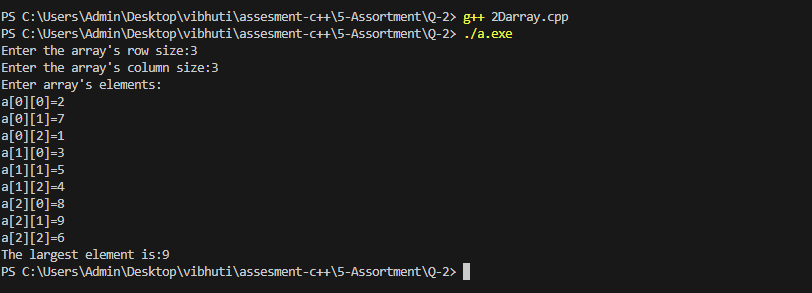 PS C:\Users\Admin\Desktop\vibhuti\assesment-c++\5-Assortment\Q-2> g++ 2Darray.cpp
PS C:\Users\Admin\Desktop\vibhuti\assesment-c++\5-Assortment\Q-2> ./a.exe
Enter the array's row size:3
Enter the array's column size:3
Enter array's elements:
a[0][0]=2
a[0][1]=7
a[0][2]=1
a[1][0]=3
a[1][1]=5
a[1][2]=4
a[2][0]=8
a[2][1]=9
a[2][2]=6
The largest element is:9
PS C:\Users\Admin\Desktop\vibhuti\assesment-c++\5-Assortment\Q-2>